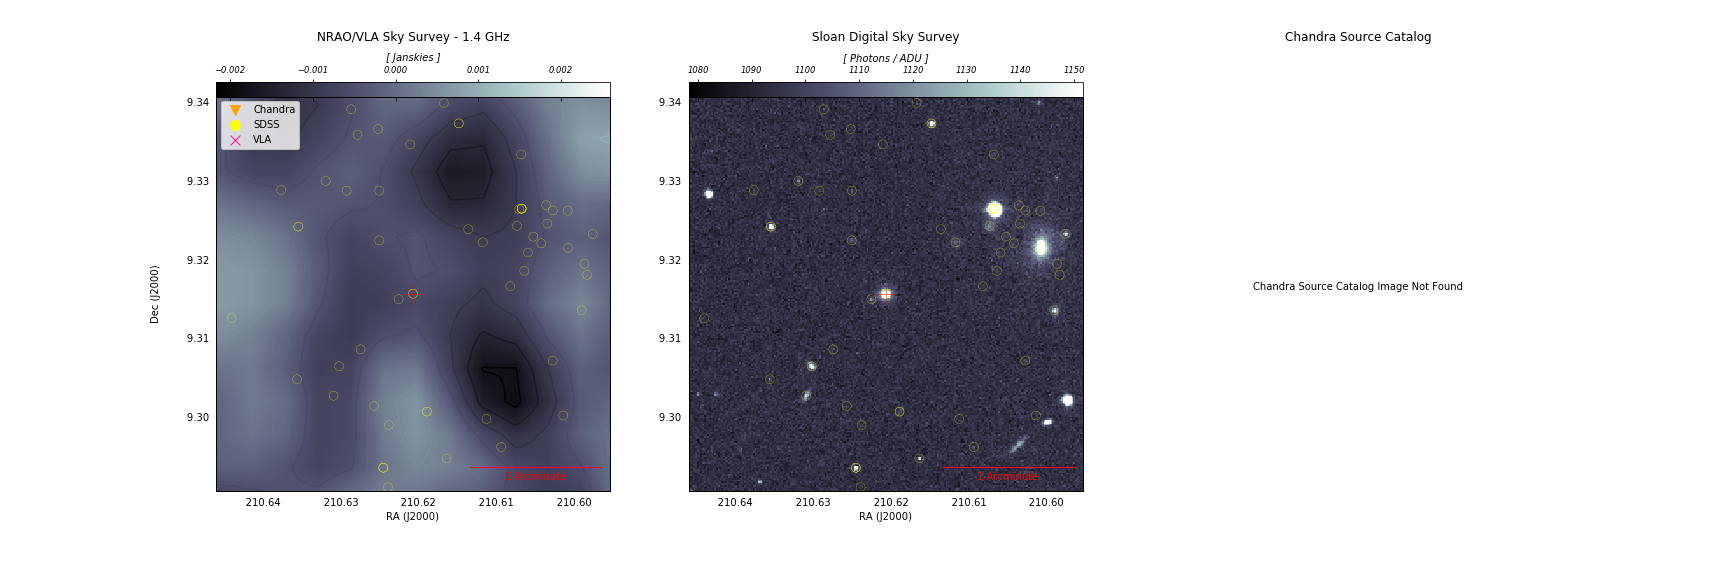 NRAO/VLA Sky Survey - 1.4 GHz
[ Janskies ]
−0.002 −0.001 0.000 0.001 0.002
Chandra
SDSS
VLA
9.34
9.33
9.32
9.31
9.30
Dec (J2000)
1 Arcminute
210.64 210.63 210.62 210.61 210.60
RA (J2000)
Sloan Digital Sky Survey
[ Photons / ADU ]
1080 1090 1100 1110 1120 1130 1140 1150
9.34
9.33
9.32
9.31
9.30
1 Arcminute
210.64 210.63 210.62 210.61 210.60
RA (J2000)
Chandra Source Catalog
Chandra Source Catalog Image Not Found